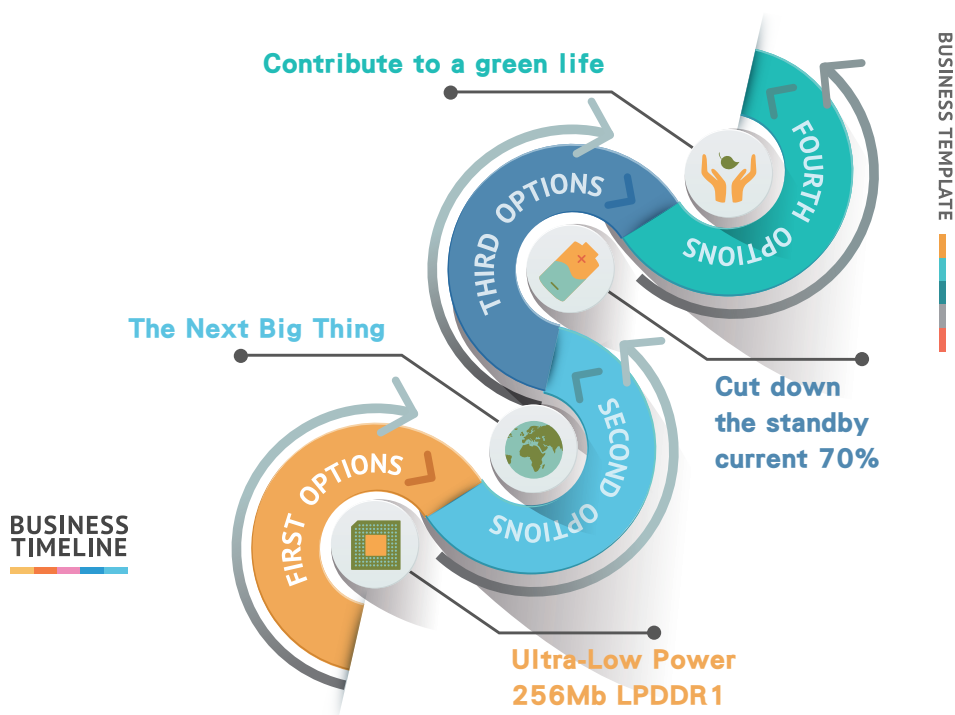 Contribute to a green life
BUSINESS TEMPLATE
FOURTH OPTIONS
THIRD OPTIONS
The Next Big Thing
Cut down
the standby
current 70%
SECOND OPTIONS
FIRST OPTIONS
BUSINESS
TIMELINE
Ultra-Low Power
256Mb LPDDR1